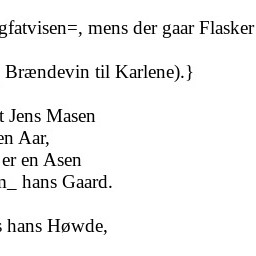 gfatvisen=, mens der gaar Flasker
Brændevin til Karlene).}
t Jens Masen
en Aar,
er en Asen
n_ hans Gaard.
s hans Høwde,